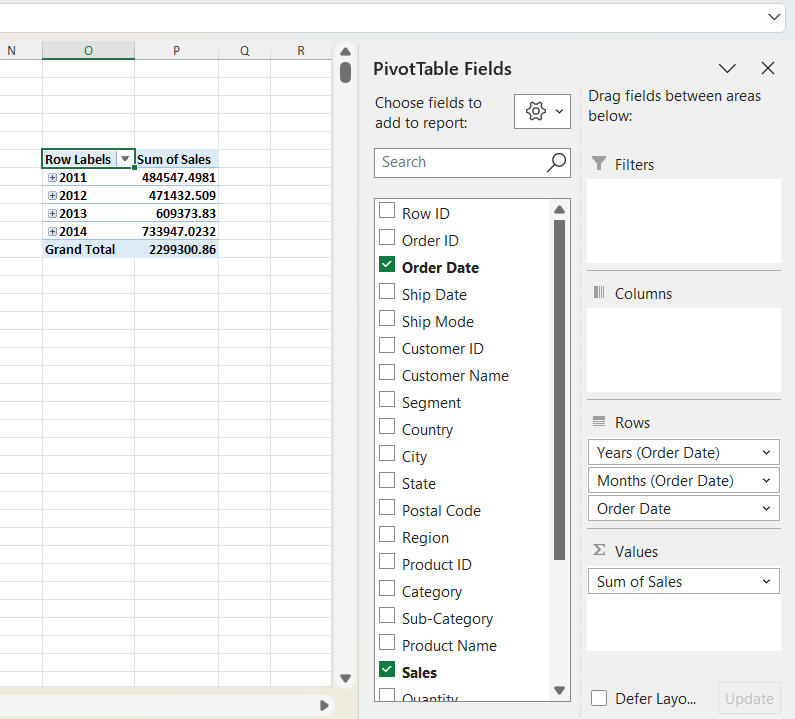 N O P Q R
Row Labels Sum of Sales
2011 484547.4981
2012 471432.509
2013 609373.83
2014 733947.0232
Grand Total 2299300.86
PivotTable Fields
Choose fields to
add to report:
Search
Row ID
Order ID
Order Date
Ship Date
Ship Mode
Customer ID
Customer Name
Segment
Country
City
State
Postal Code
Region
Product ID
Category
Sub-Category
Product Name
Sales
Quantity
Drag fields between areas
below:
Filters
Columns
Rows
Years (Order Date)
Months (Order Date)
Order Date
Σ Values
Sum of Sales
Defer Layo...
Update